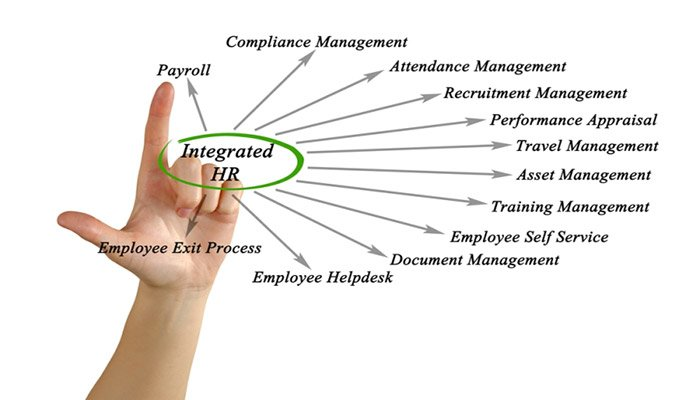 Compliance Management
Payroll
Attendance Management
Recruitment Management
Performance Appraisal
Integrated
HR
Travel Management
Asset Management
Training Management
Employee Self Service
Employee Exit Process
Document Management
Employee Helpdesk